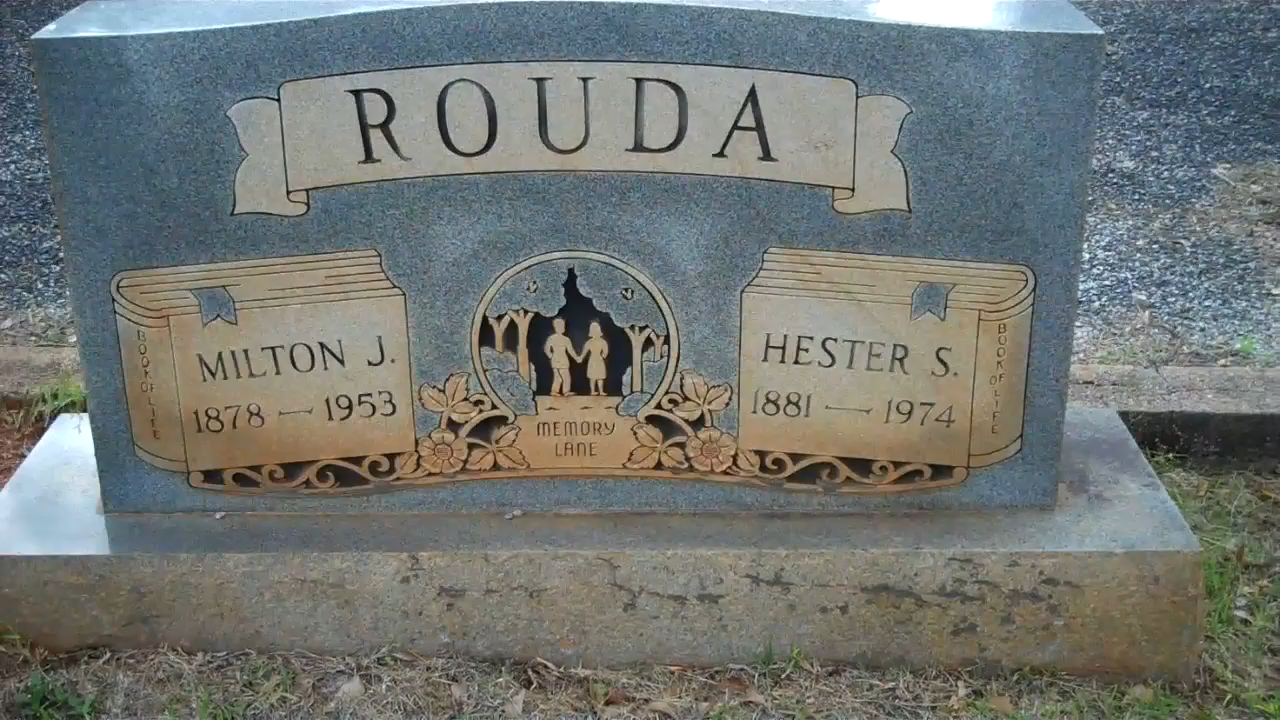 ROUDA
BOOK OF LIFE
MILTON J.
1878 — 1953
MEMORY
LANE
HESTER S.
1881 — 1974
BOOK OF LIFE